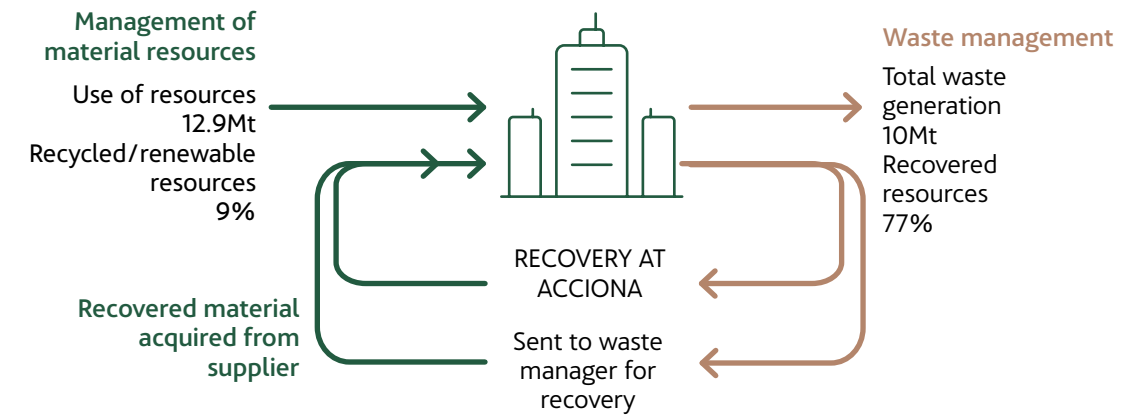 Management of
material resources
Use of resources
12.9Mt
Recycled/renewable
resources
9%
Waste management
Total waste
generation
10Mt
Recovered
resources
77%
RECOVERY AT
ACCIONA
Recovered material
acquired from
supplier
Sent to waste
manager for
recovery